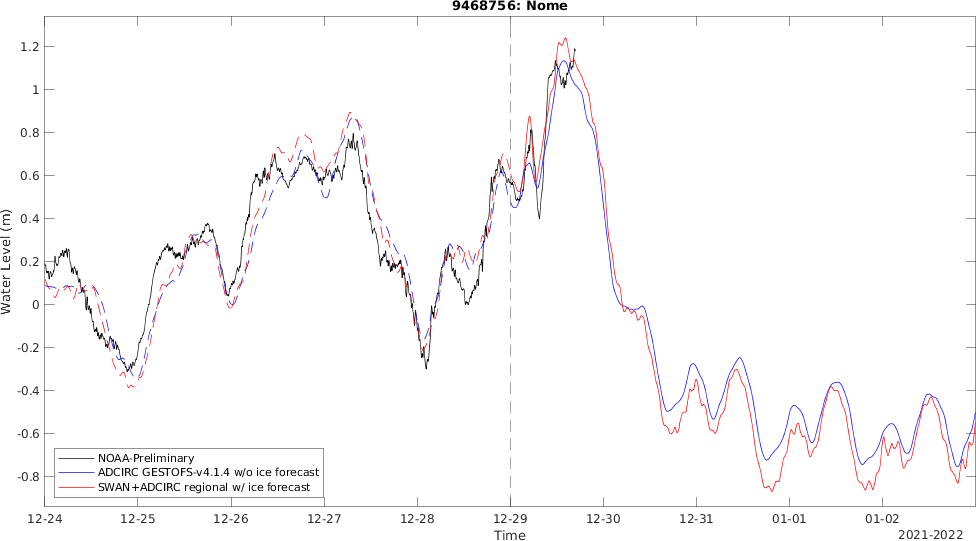 9468756: Nome
1.2
1
0.8
0.6
0.4
0.2
0
-0.2
-0.4
-0.6
-0.8
Water Level (m)
NOAA-Preliminary
ADCIRC GESTOFS-v4.1.4 w/o ice forecast
SWAN+ADCIRC regional w/ ice forecast
12-24 12-25 12-26 12-27 12-28 12-29 12-30 12-31 01-01 01-02
Time
2021-2022